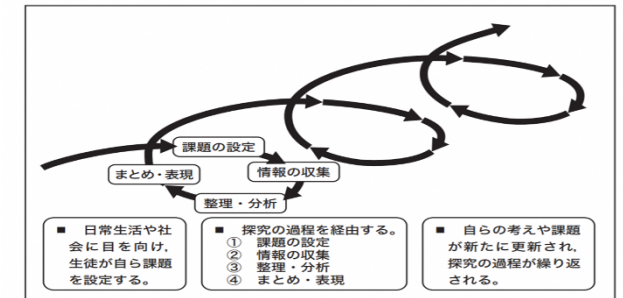 課題の設定
まとめ・表現
情報の収集
整理・分析
■ 日常生活や社
会に目を向け，
生徒が自ら課題
を設定する。
■ 探究の過程を経由する。
① 課題の設定
② 情報の収集
③ 整理・分析
④ まとめ・表現
■ 自らの考えや課題
が新たに更新され，
探究の過程が繰り返
される。